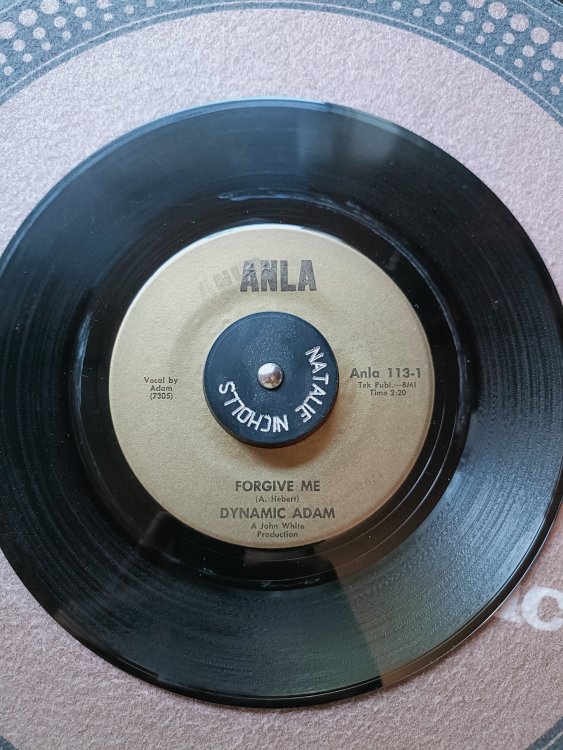 ANLA
Vocal by
Adam
(7305)
NATALIE NICHOLLS
Anla 113-1
Tek Publ.—BMI
Time 2:20
FORGIVE ME
(A. Hebert)
DYNAMIC ADAM
A John White
Production